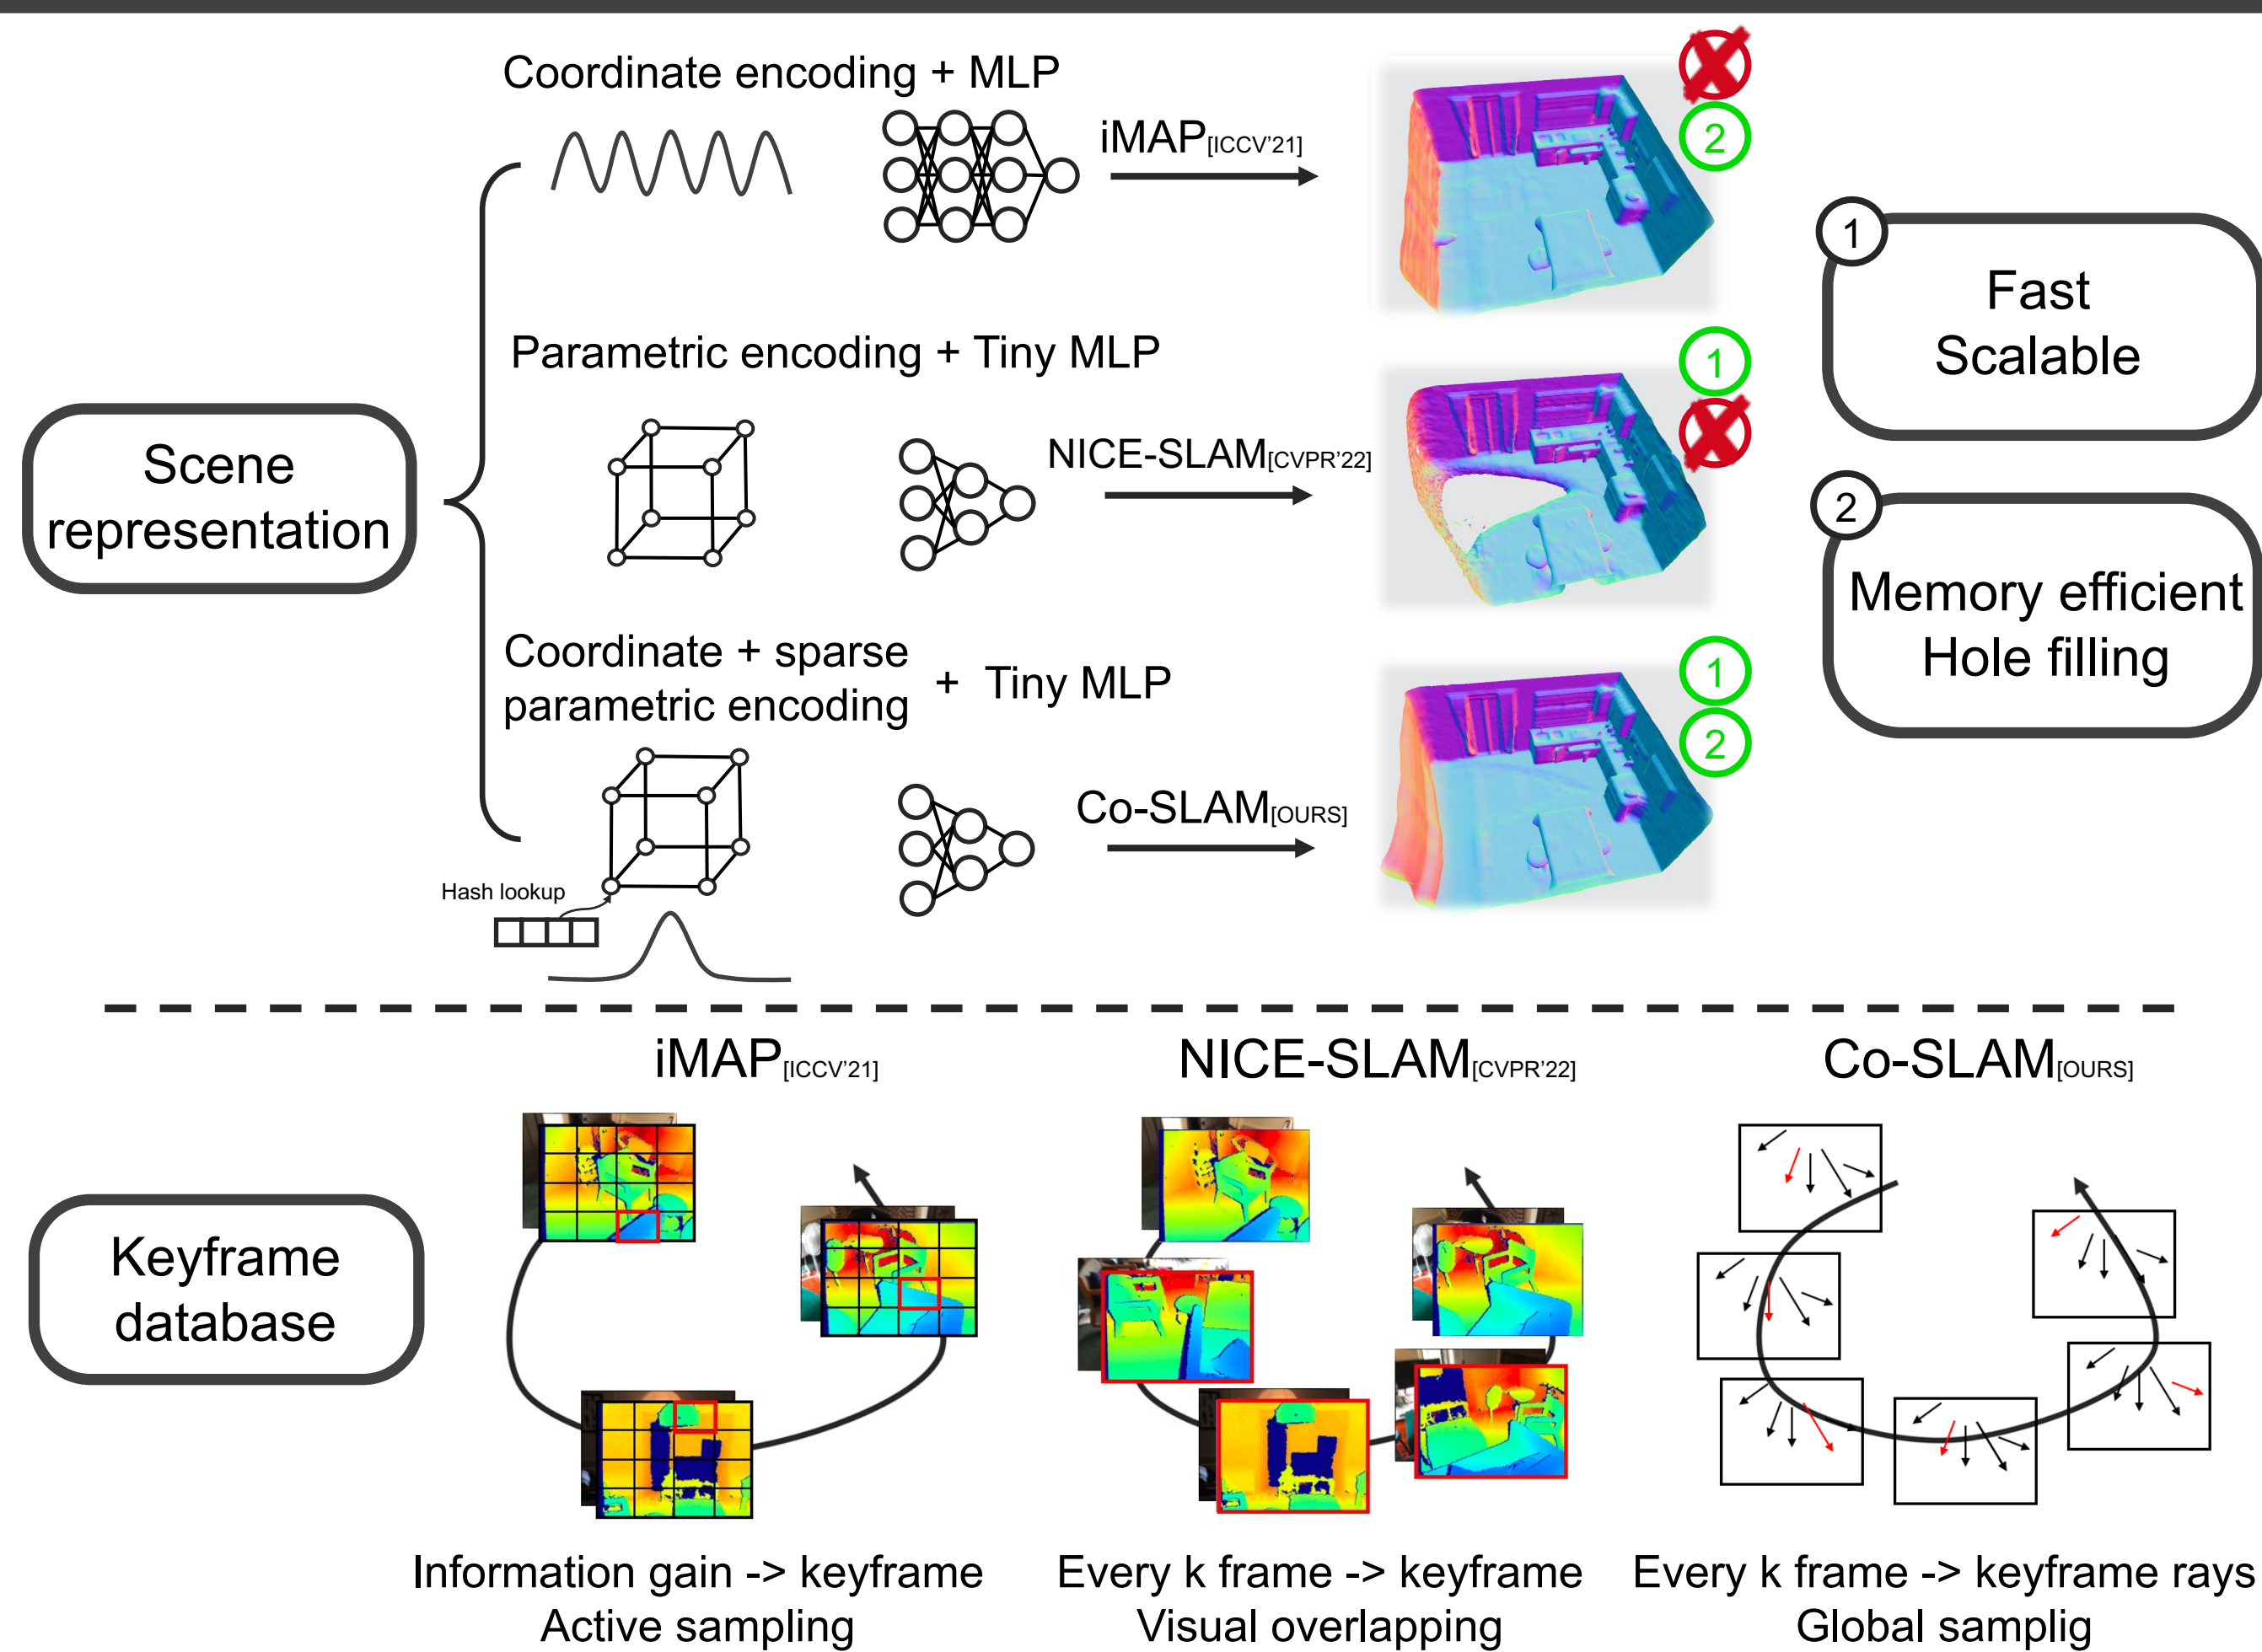 Coordinate encoding + MLP
iMAP[ICCV'21]
2
Parametric encoding + Tiny MLP
NICE-SLAM[CVPR'22]
1
Scene
representation
Coordinate + sparse
parametric encoding
+ Tiny MLP
Co-SLAM[OURS]
1
2
Hash lookup
1
Fast
Scalable
2
Memory efficient
Hole filling
iMAP[ICCV'21]
NICE-SLAM[CVPR'22]
Co-SLAM[OURS]
Keyframe
database
Information gain -> keyframe
Active sampling
Every k frame -> keyframe
Visual overlapping
Every k frame -> keyframe rays
Global samplig